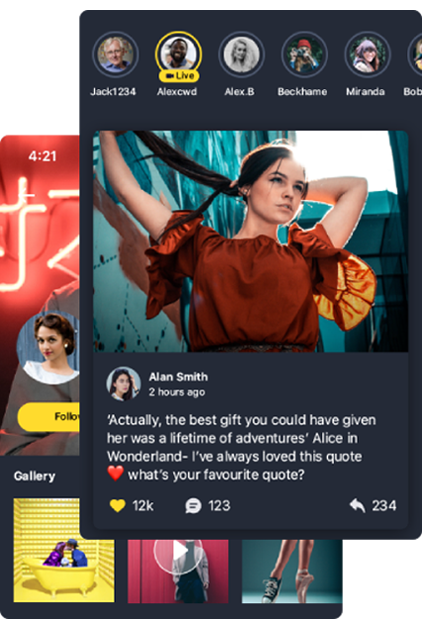 Live
Jack1234 Alexcwd Alex.B Beckhame Miranda Bob
4:21
Alan Smith
2 hours ago
'Actually, the best gift you could have given
her was a lifetime of adventures' Alice in
Wonderland- I've always loved this quote
❤️ what's your favourite quote?
12k 123 234
Follow
Gallery